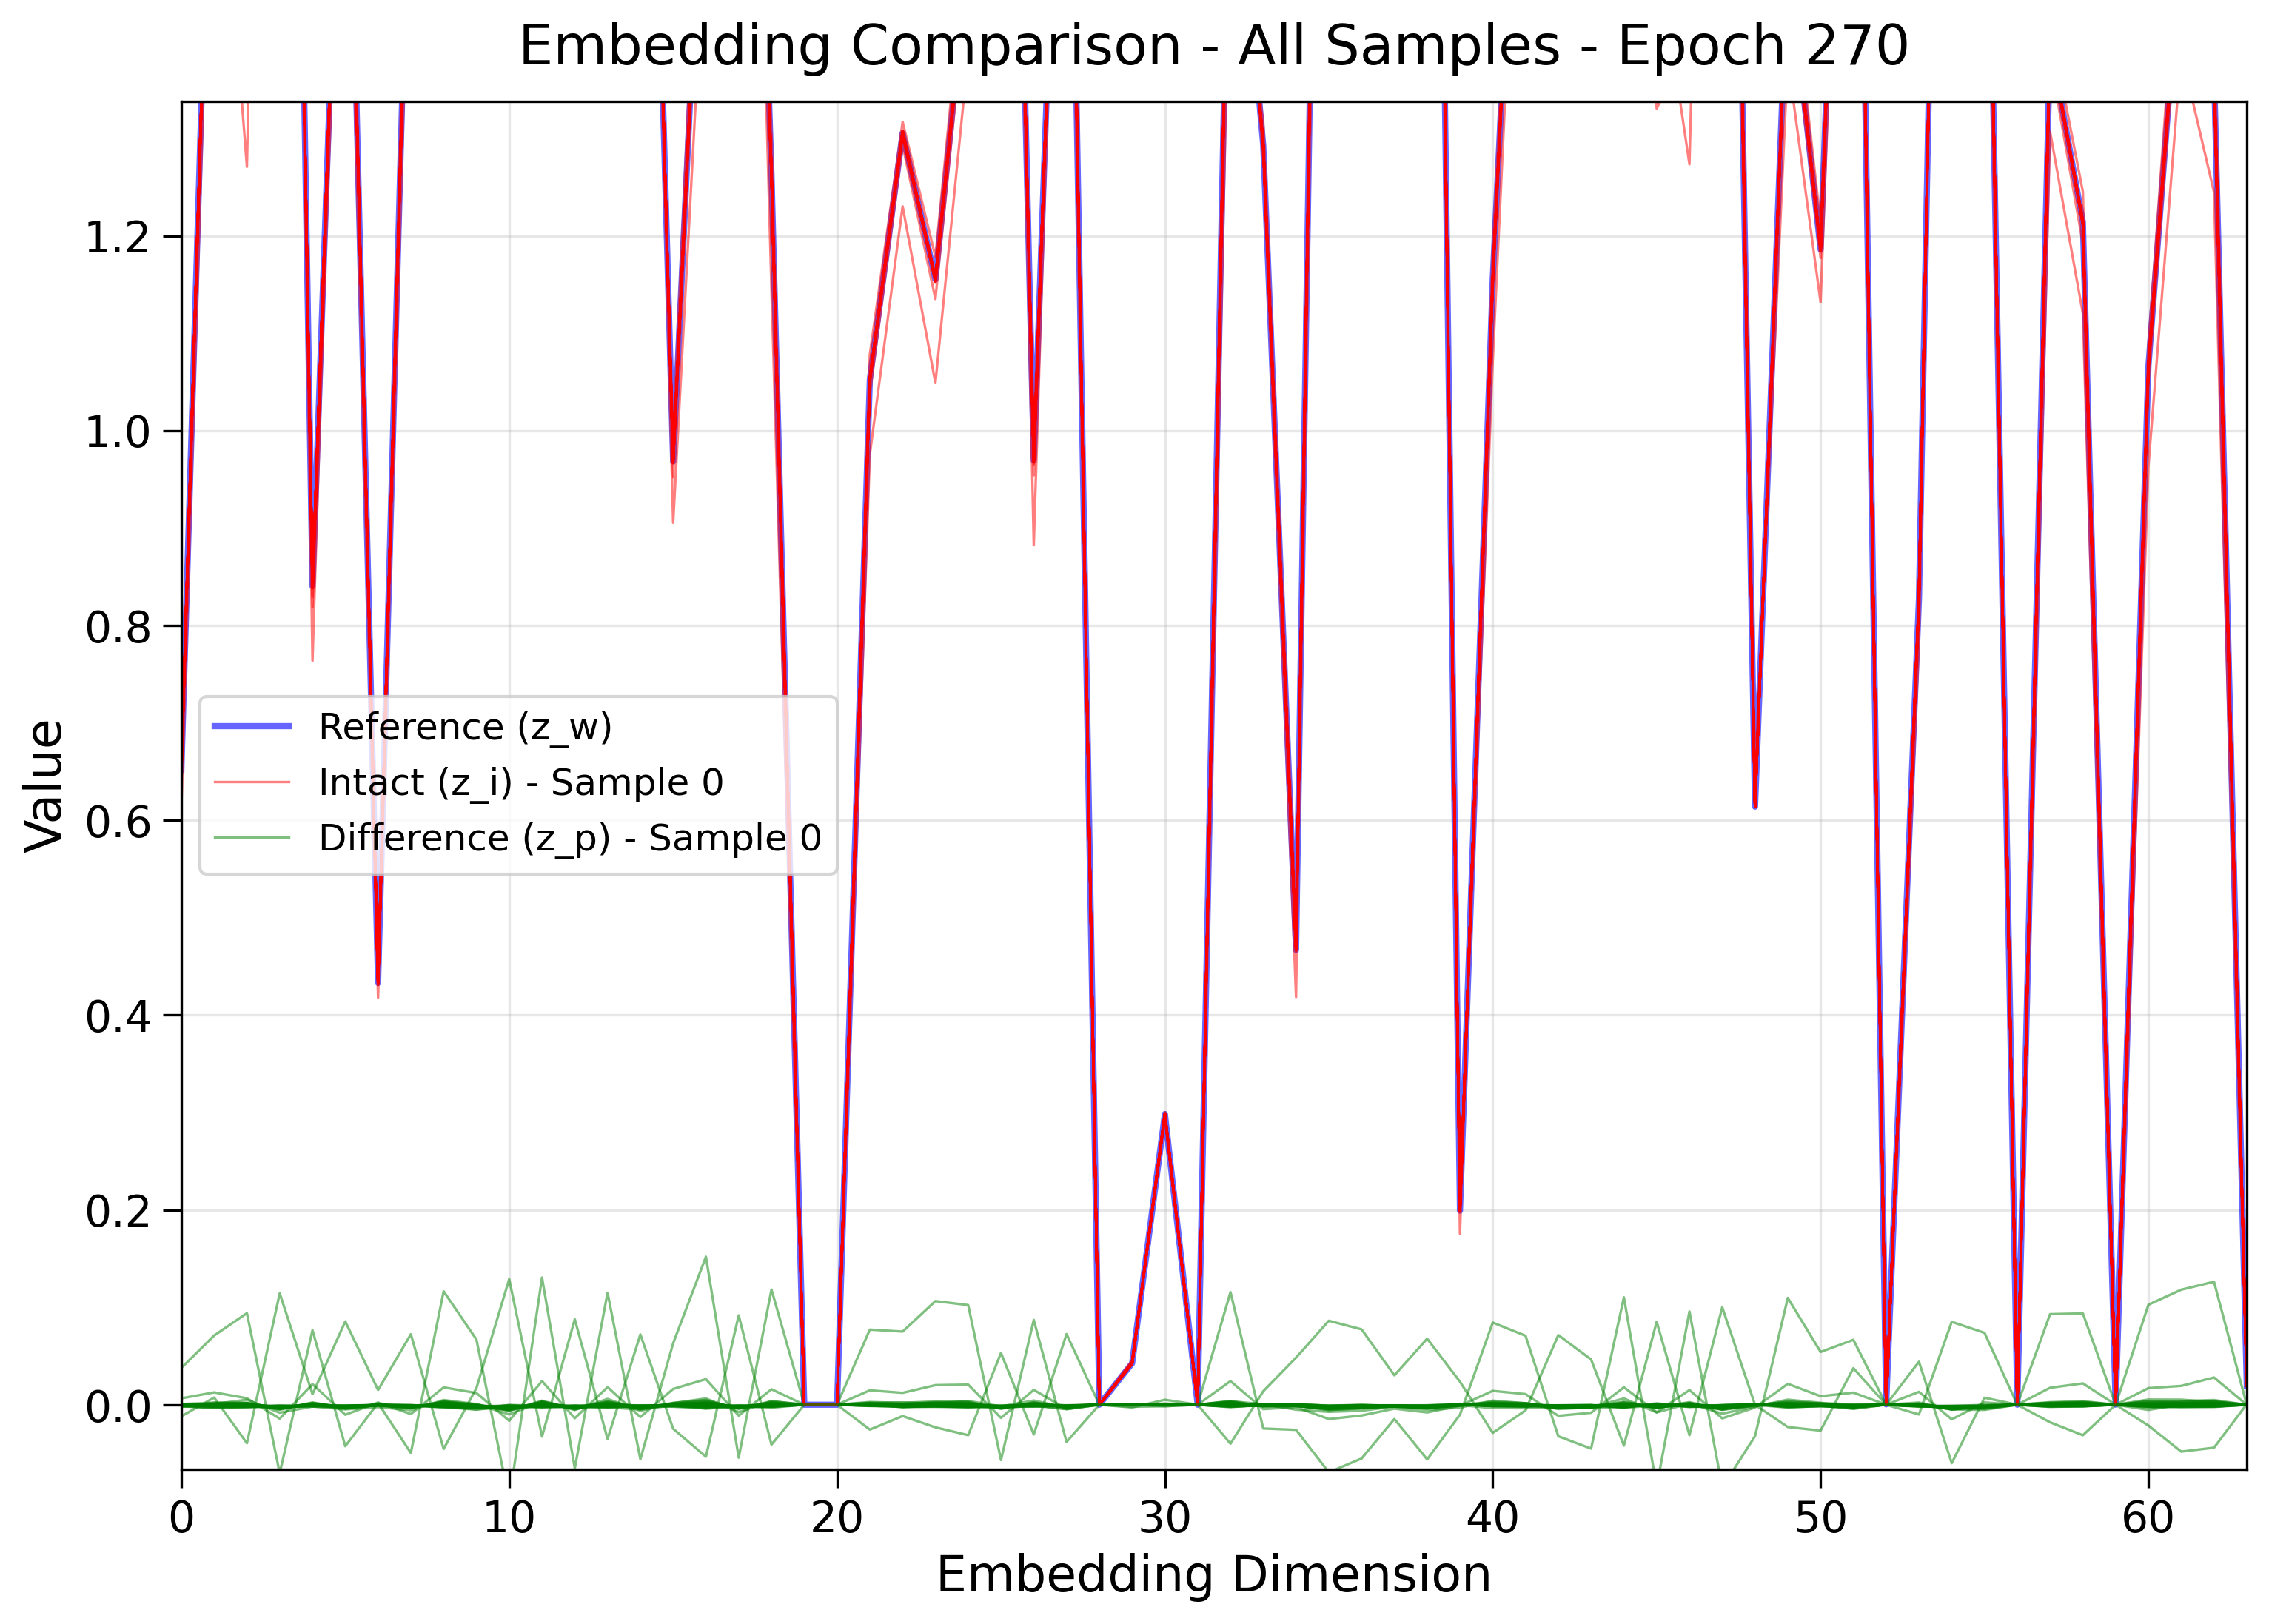 Embedding Comparison - All Samples - Epoch 270
Value
1.2
1.0
0.8
0.6
0.4
0.2
0.0
Reference (z_w)
Intact (z_i) - Sample 0
Difference (z_p) - Sample 0
0 10 20 30 40 50 60
Embedding Dimension